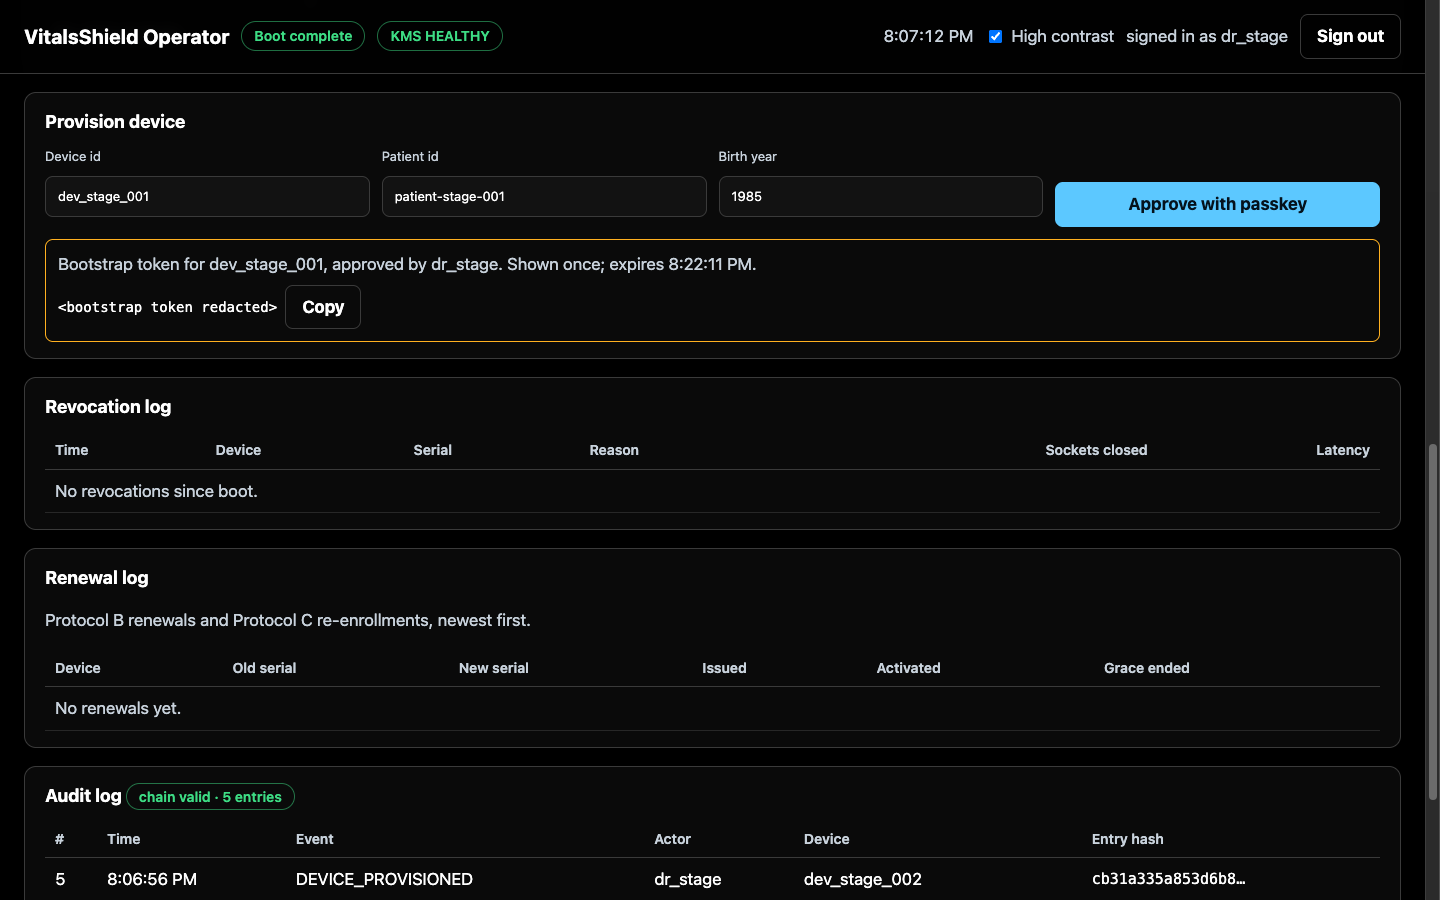 VitalsShield Operator
Boot complete
KMS HEALTHY
8:07:12 PM
High contrast
signed in as dr_stage
Sign out
Provision device
Device id
Patient id
Birth year
dev_stage_001
patient-stage-001
1985
Approve with passkey
Bootstrap token for dev_stage_001, approved by dr_stage. Shown once; expires 8:22:11 PM.
<bootstrap token redacted>
Copy
Revocation log
Time Device Serial Reason Sockets closed Latency
No revocations since boot.
Renewal log
Protocol B renewals and Protocol C re-enrollments, newest first.
Device Old serial New serial Issued Activated Grace ended
No renewals yet.
Audit log chain valid · 5 entries
# Time Event Actor Device Entry hash
5 8:06:56 PM DEVICE_PROVISIONED dr_stage dev_stage_002 cb31a335a853d6b8…